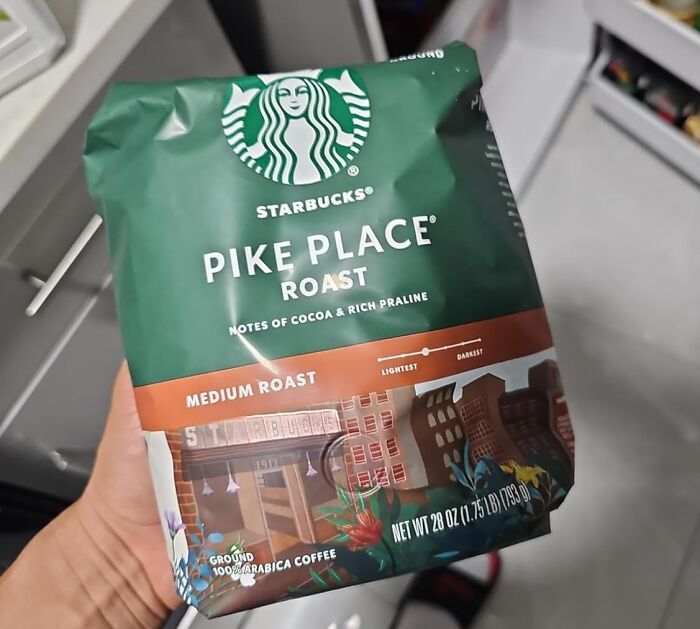 GROUND
STARBUCKS®
PIKE PLACE®
ROAST
NOTES OF COCOA & RICH PRALINE
MEDIUM ROAST
LIGHTEST
DARKEST
STARBUCKS
1912
GROUND
100% ARABICA COFFEE
NET WT 28 OZ (1.75 LB) (793 g)